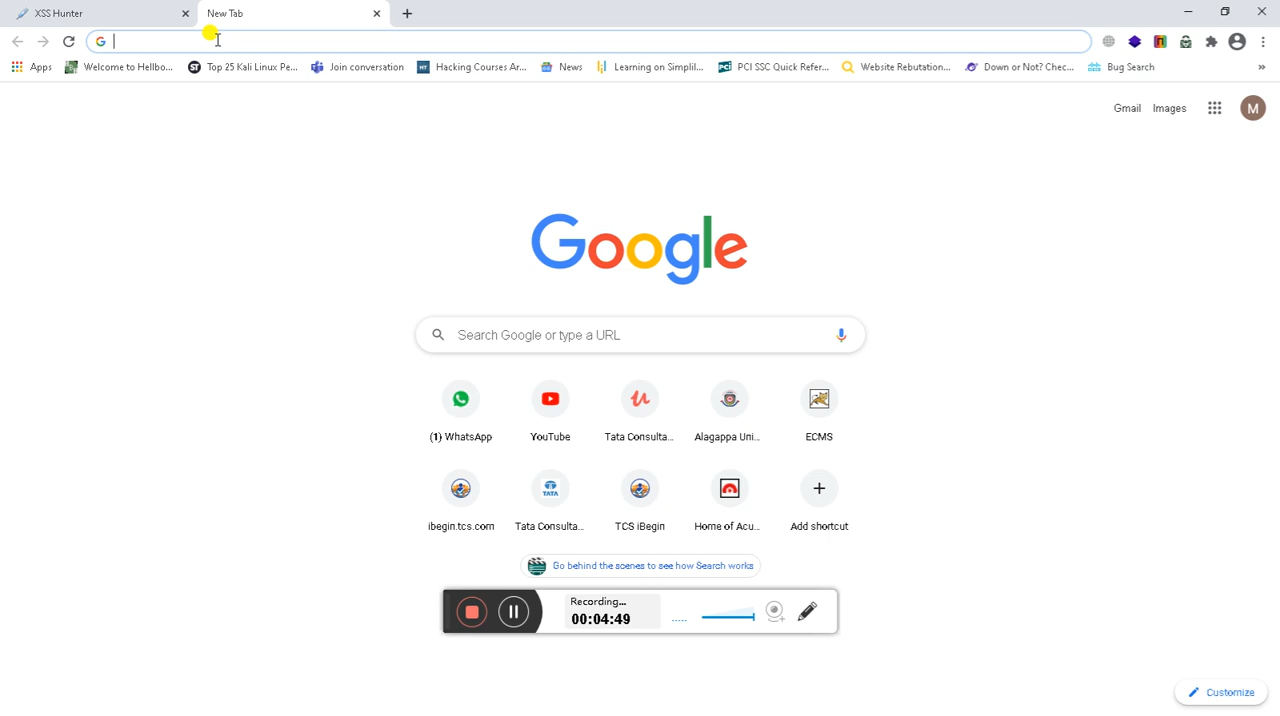 XSS Hunter
New Tab
Apps
Welcome to Hellbo...
Top 25 Kali Linux Pe...
Join conversation
Hacking Courses Ar...
News
Learning on Simplil...
PCI SSC Quick Refer...
Website Reputation...
Down or Not? Chec...
Bug Search
Gmail
Images
M
Google
Search Google or type a URL
(1) WhatsApp
YouTube
Tata Consulta...
Alagappa Uni...
ECMS
ibegin.tcs.com
Tata Consulta...
TCS iBegin
Home of Acu...
Add shortcut
Go behind the scenes to see how Search works
Recording...
00:04:49
Customize